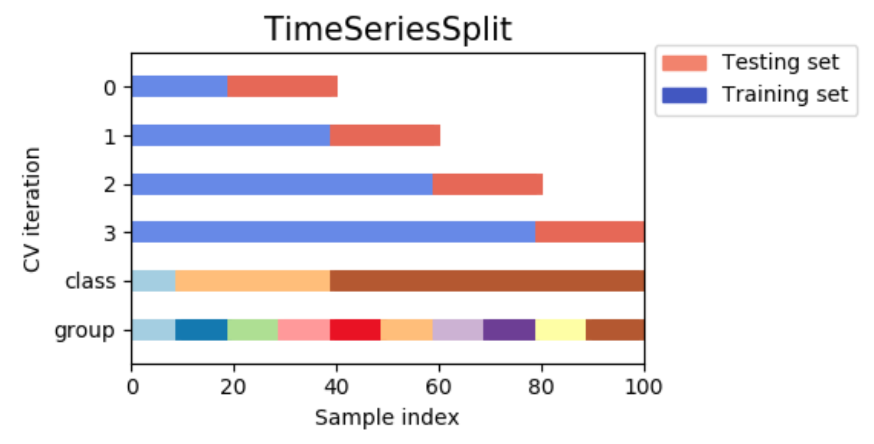 TimeSeriesSplit
Testing set
Training set
CV iteration
0
1
2
3
class
group
0 20 40 60 80 100
Sample index